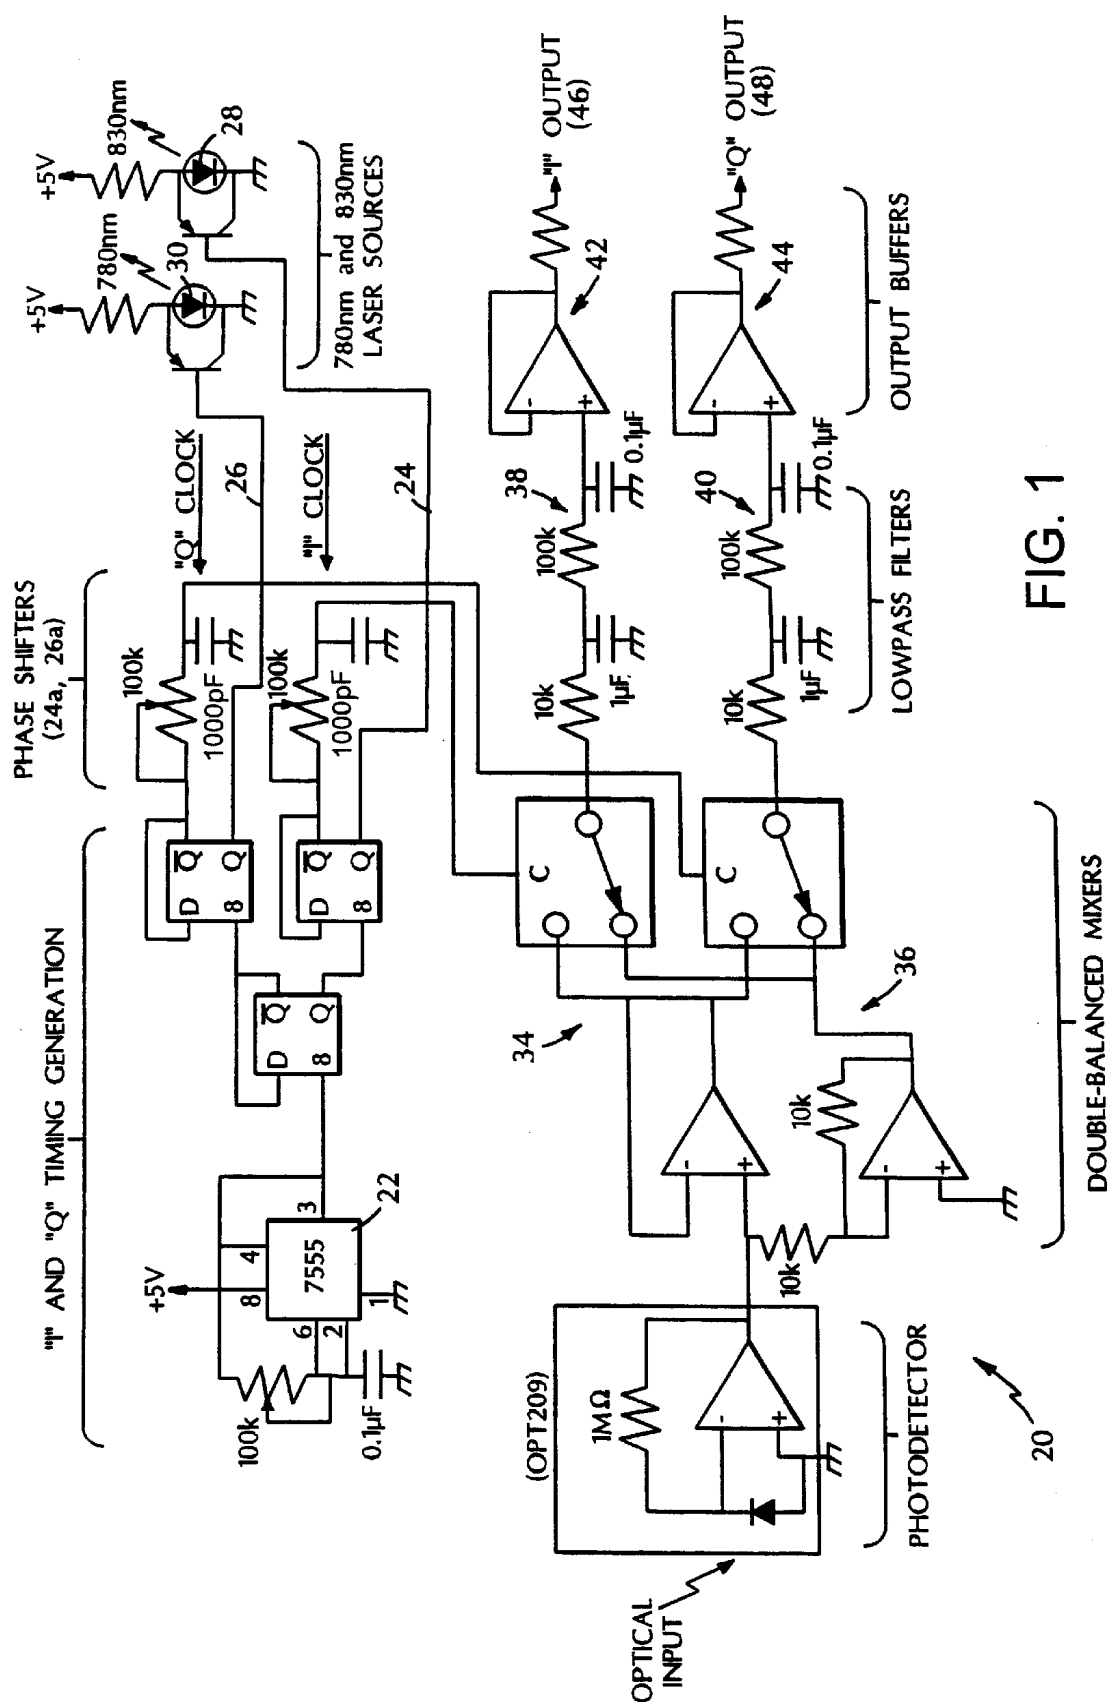 "I" AND "Q" TIMING GENERATION
PHASE SHIFTERS
(24a, 26a)
+5V
+5V
780nm
830nm
30
28
780nm and 830nm
LASER SOURCES
"Q" CLOCK
26
"I" CLOCK
24
100k
1000pF
100k
1000pF
D
Q
8
Q
D
Q
8
Q
D
Q
8
Q
+5V
8
4
7555
3
22
6
2
1
100k
0.1μF
"I" OUTPUT
(46)
"Q" OUTPUT
(48)
42
44
38
40
10k
1μF
100k
0.1μF
10k
1μF
100k
0.1μF
C
C
34
36
10k
10k
-
+
-
+
-
+
-
+
-
+
(OPT209)
1MΩ
OPTICAL
INPUT
PHOTODETECTOR
DOUBLE-BALANCED MIXERS
LOWPASS FILTERS
OUTPUT BUFFERS
20
FIG. 1